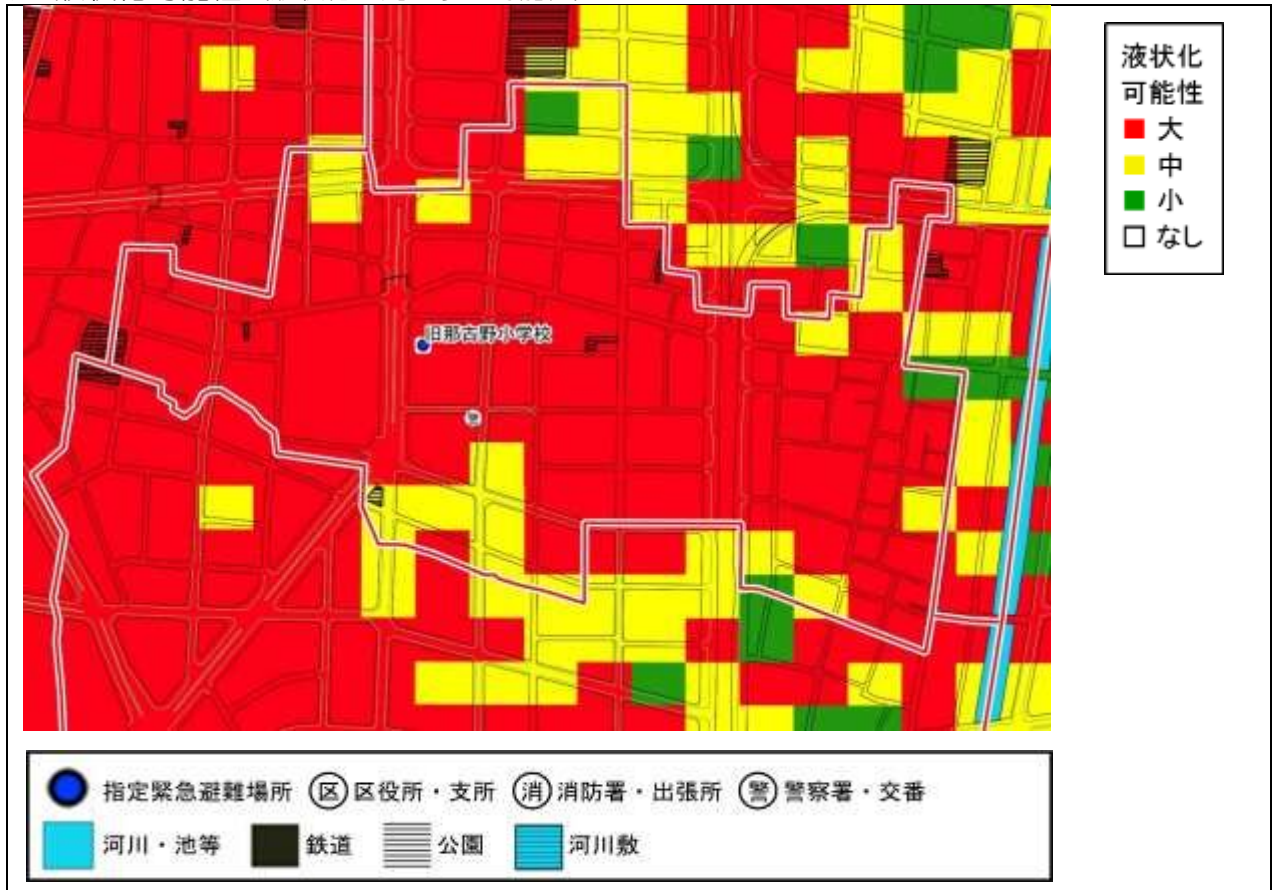 液状化
可能性
大
中
小
なし
旧那古野小学校
指定緊急避難場所 区 区役所・支所 消 消防署・出張所 警 警察署・交番
河川・池等 鉄道 公園 河川敷